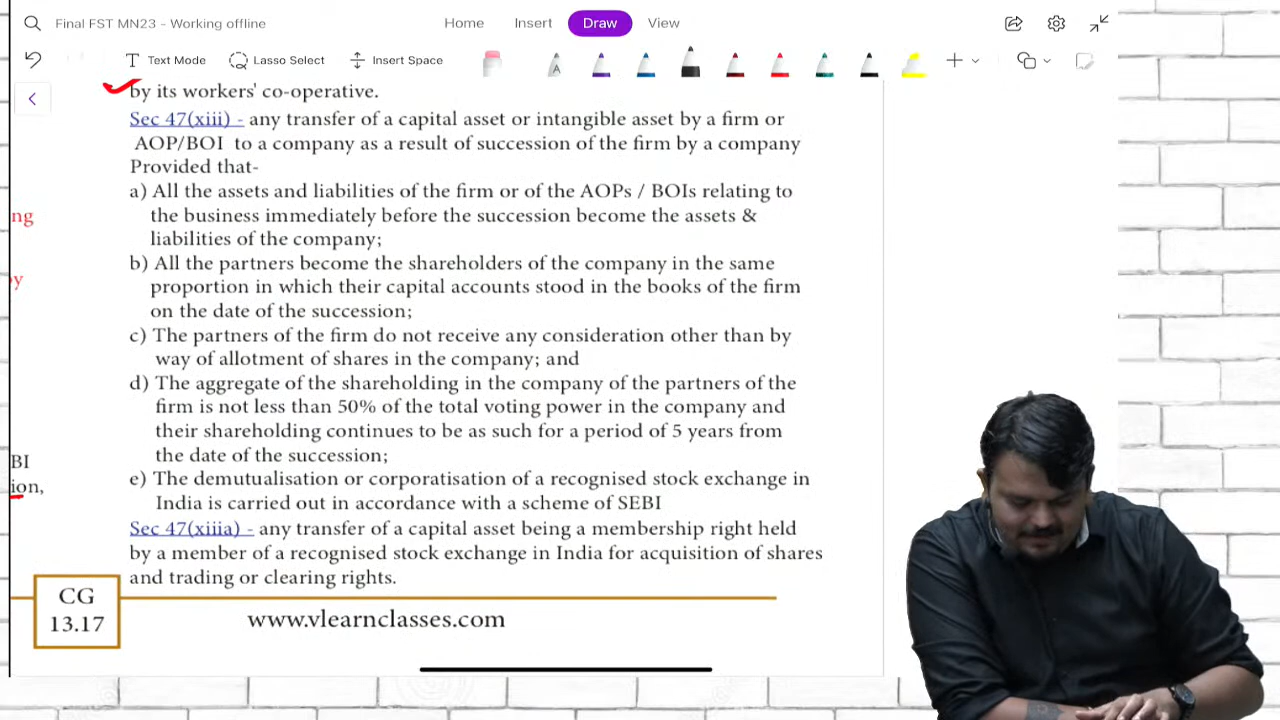 Final FST MN23 - Working offline
Home Insert Draw View
Text Mode Lasso Select Insert Space
A
by its workers' co-operative.
Sec 47(xiii) - any transfer of a capital asset or intangible asset by a firm or
AOP/BOI to a company as a result of succession of the firm by a company
Provided that-
a) All the assets and liabilities of the firm or of the AOPs / BOIs relating to
ng
the business immediately before the succession become the assets &
liabilities of the company;
b) All the partners become the shareholders of the company in the same
y
proportion in which their capital accounts stood in the books of the firm
on the date of the succession;
c) The partners of the firm do not receive any consideration other than by
way of allotment of shares in the company; and
d) The aggregate of the shareholding in the company of the partners of the
firm is not less than 50% of the total voting power in the company and
their shareholding continues to be as such for a period of 5 years from
the date of the succession;
BI
e) The demutualisation or corporatisation of a recognised stock exchange in
ion,
India is carried out in accordance with a scheme of SEBI
Sec 47(xiiia) - any transfer of a capital asset being a membership right held
by a member of a recognised stock exchange in India for acquisition of shares
and trading or clearing rights.
CG
13.17
www.vlearnclasses.com